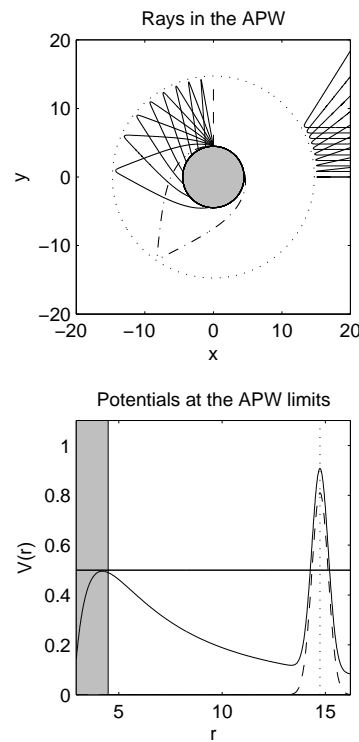 Rays in the APW
20
10
0
−10
−20
y
−20 −10 0 10 20
x
Potentials at the APW limits
1
0.8
0.6
0.4
0.2
0
V(r)
5 10 15
r